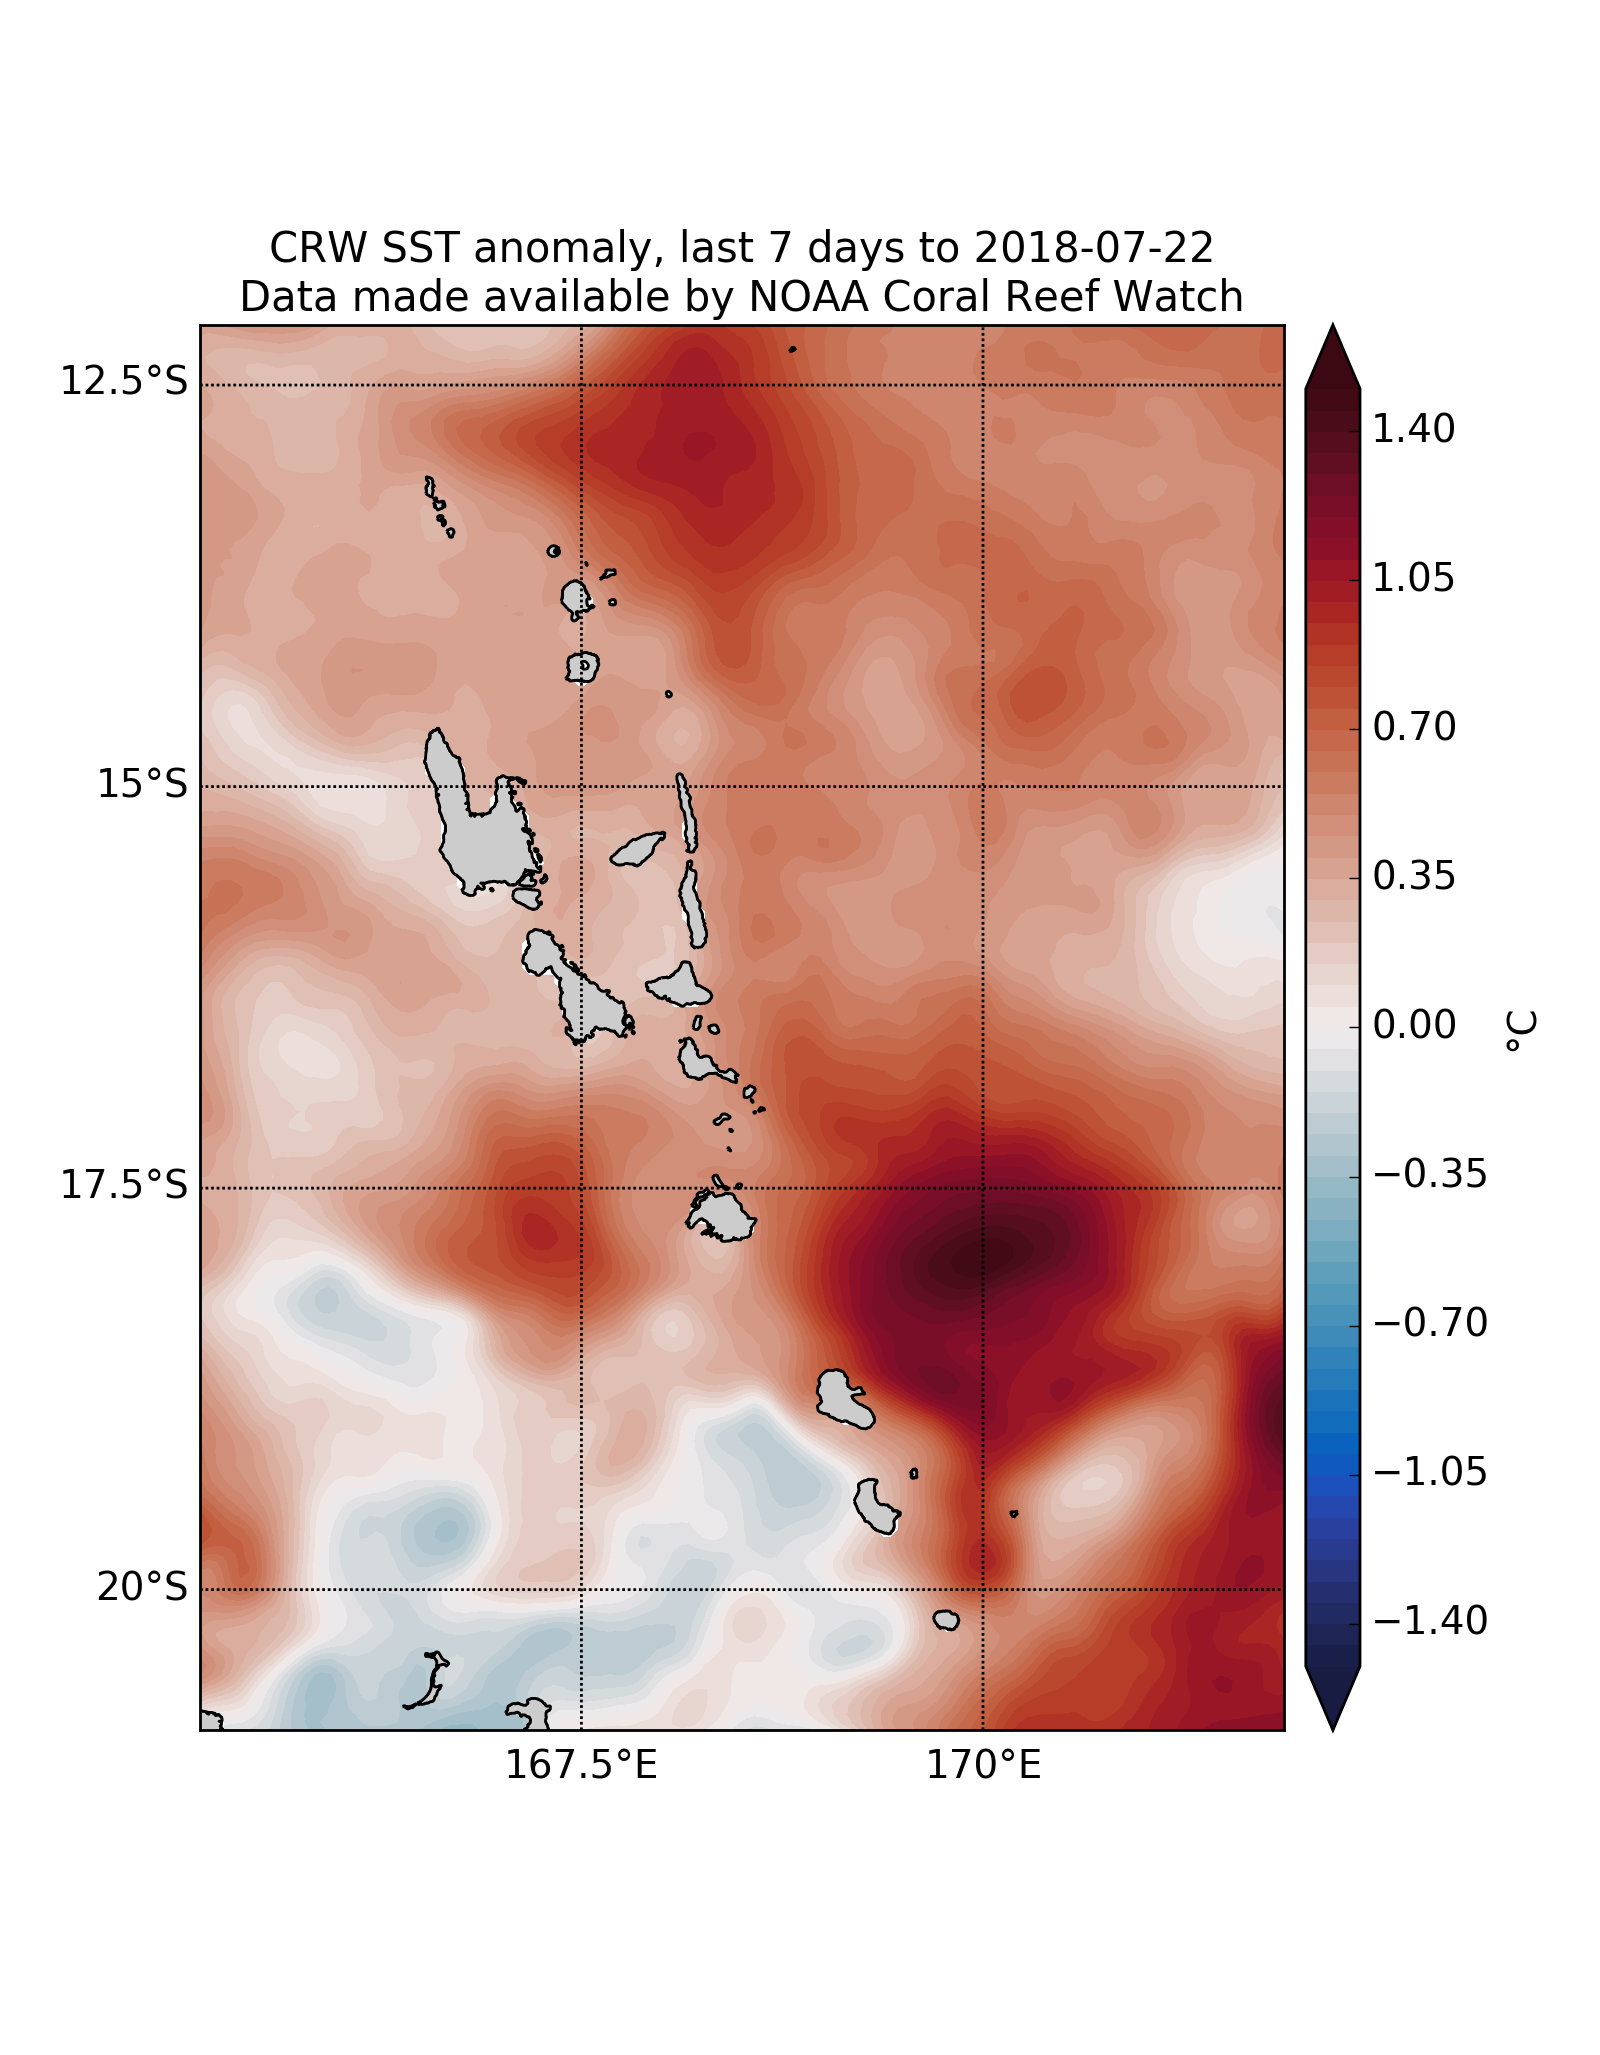 CRW SST anomaly, last 7 days to 2018-07-22
Data made available by NOAA Coral Reef Watch
12.5°S
15°S
17.5°S
20°S
167.5°E
170°E
1.40
1.05
0.70
0.35
0.00
−0.35
−0.70
−1.05
−1.40
°C